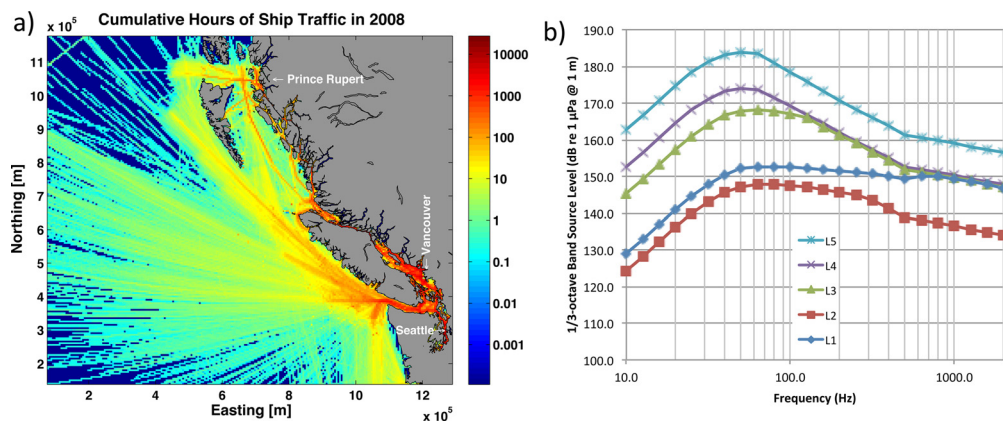 a)
Cumulative Hours of Ship Traffic in 2008
x 10⁵
11
10
9
8
7
6
5
4
3
2
Northing [m]
2
4
6
8
10
12
x 10⁵
Easting [m]
Prince Rupert
Vancouver
Seattle
10000
1000
100
10
1
0.1
0.01
0.001
b)
190.0
180.0
170.0
160.0
150.0
140.0
130.0
120.0
110.0
100.0
1/3-octave Band Source Level (dB re 1 μPa @ 1 m)
L5
L4
L3
L2
L1
10.0
100.0
1000.0
Frequency (Hz)